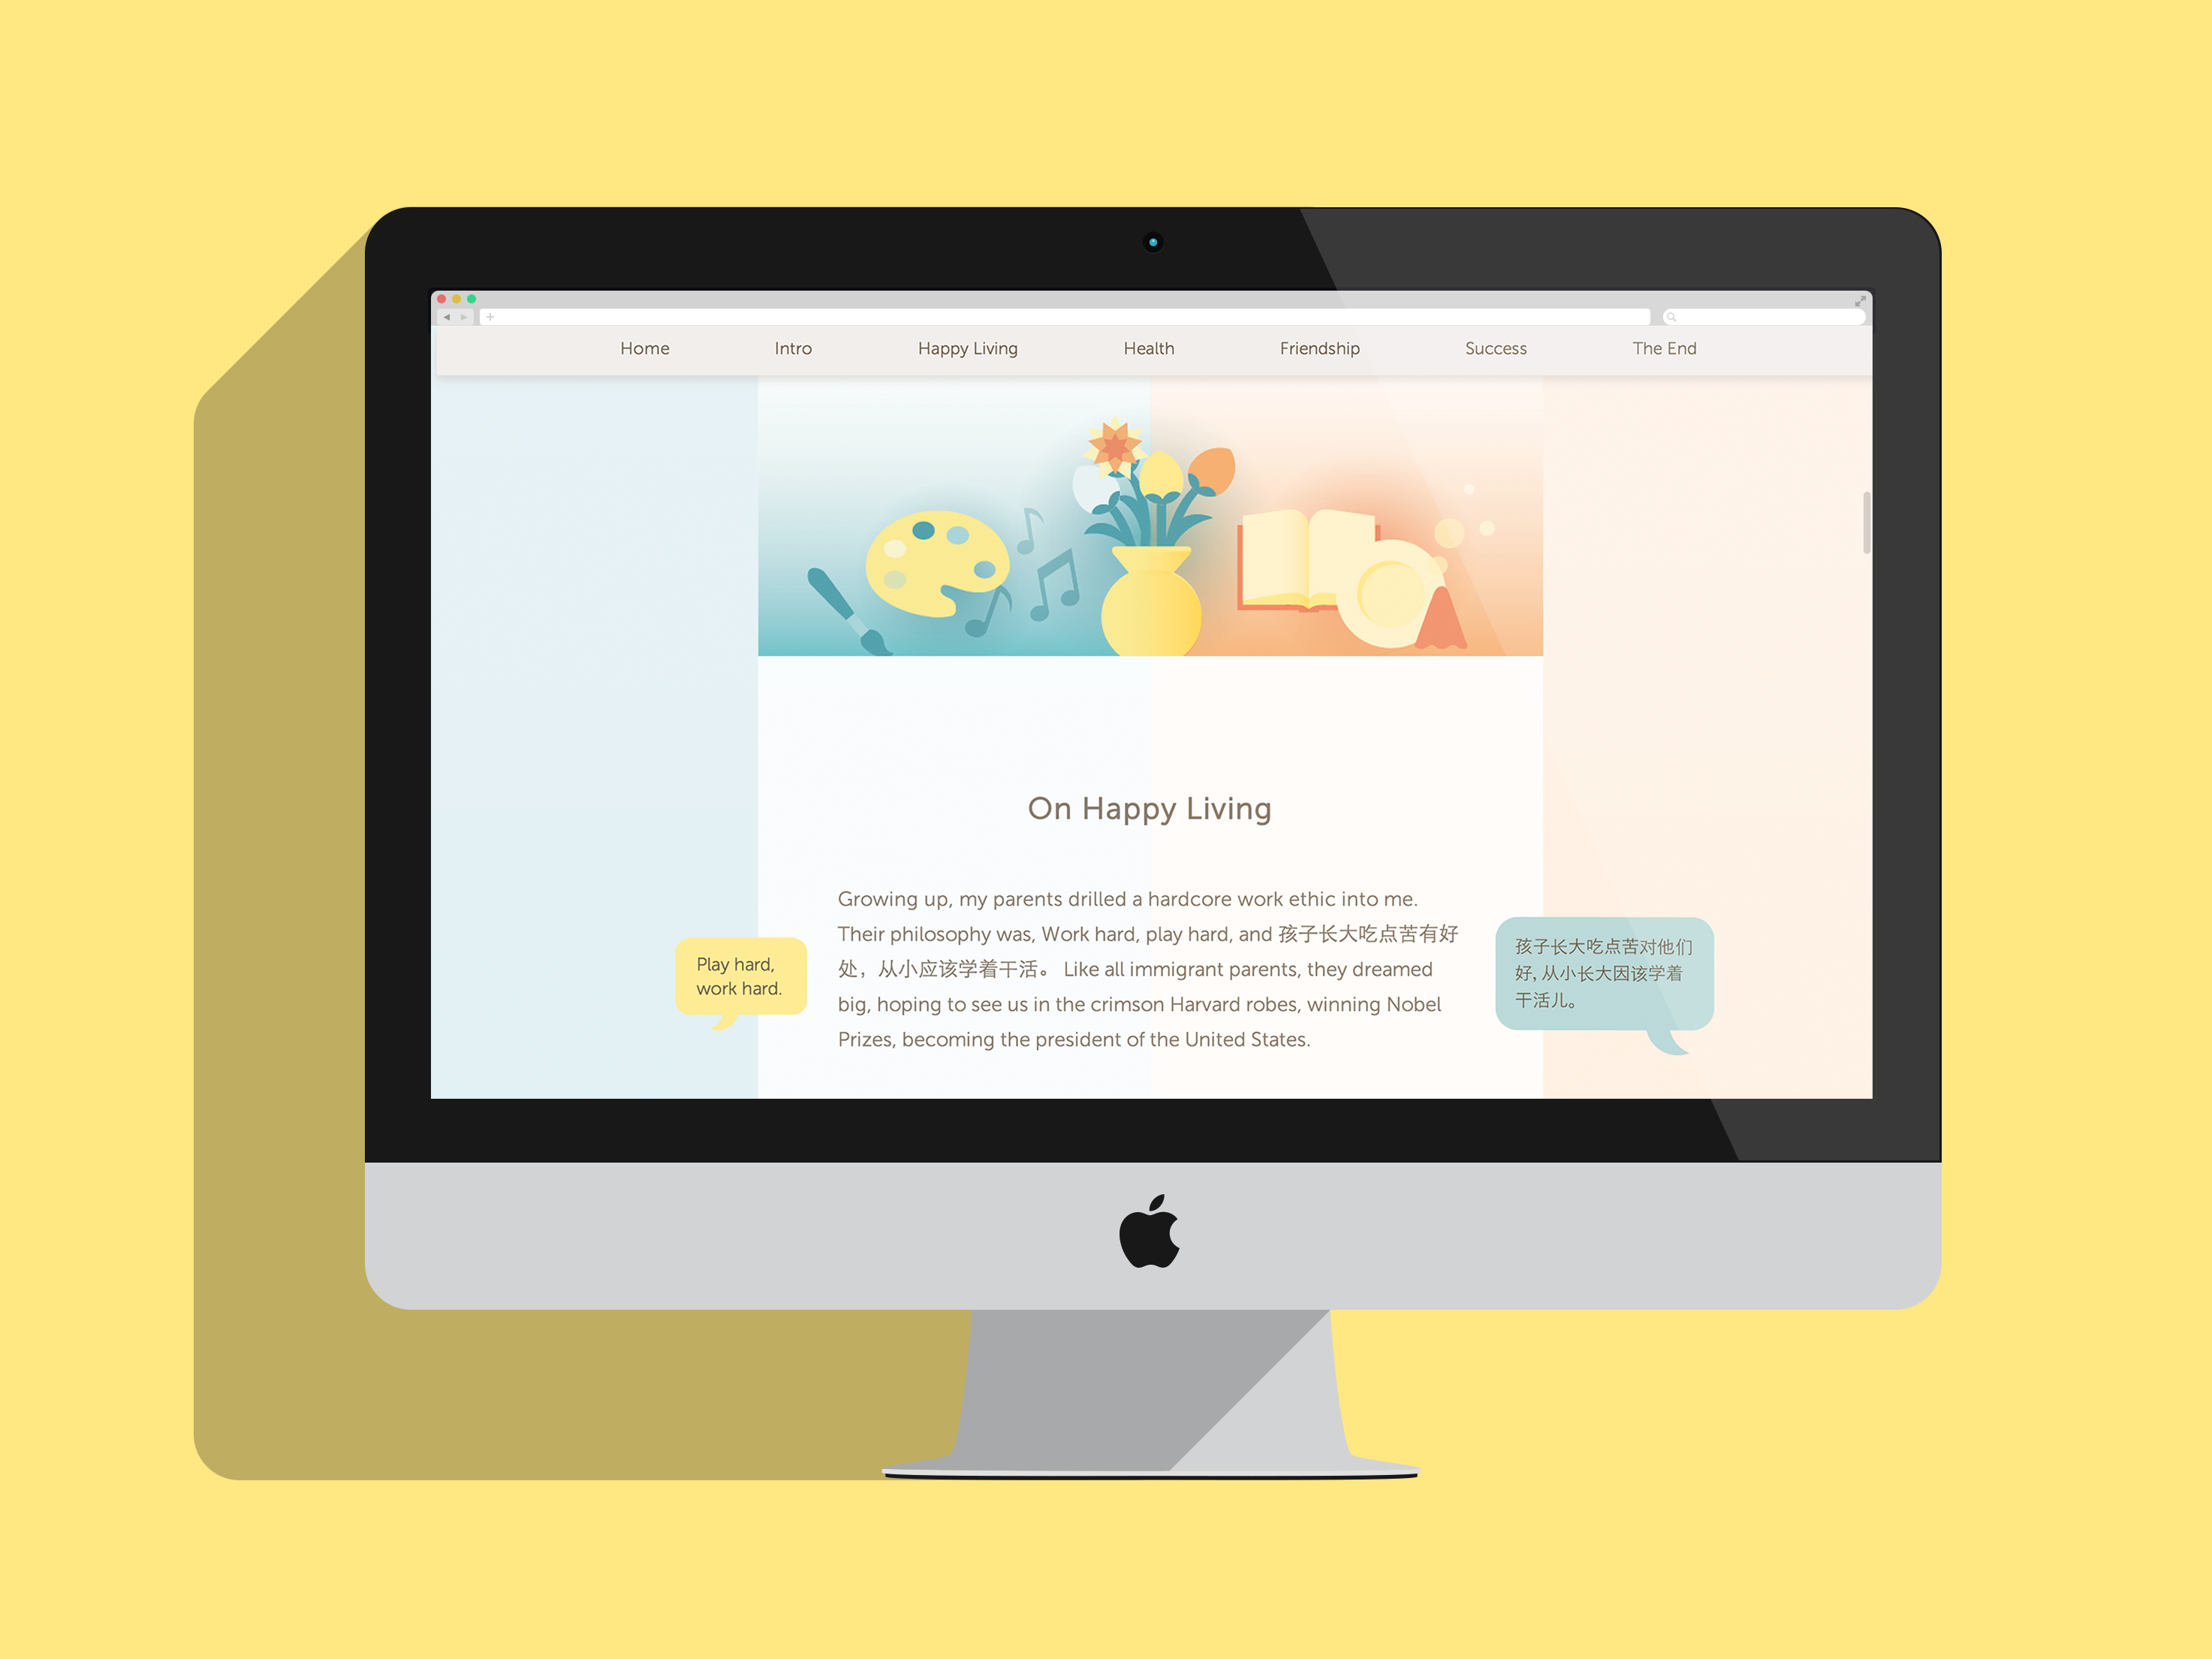 Home Intro Happy Living Health Friendship Success The End
On Happy Living
Growing up, my parents drilled a hardcore work ethic into me.
Their philosophy was, Work hard, play hard, and 孩子长大吃点苦有好
处，从小应该学着干活。 Like all immigrant parents, they dreamed
big, hoping to see us in the crimson Harvard robes, winning Nobel
Prizes, becoming the president of the United States.
Play hard,
work hard.
孩子长大吃点苦对他们
好, 从小长大因该学着
干活儿。